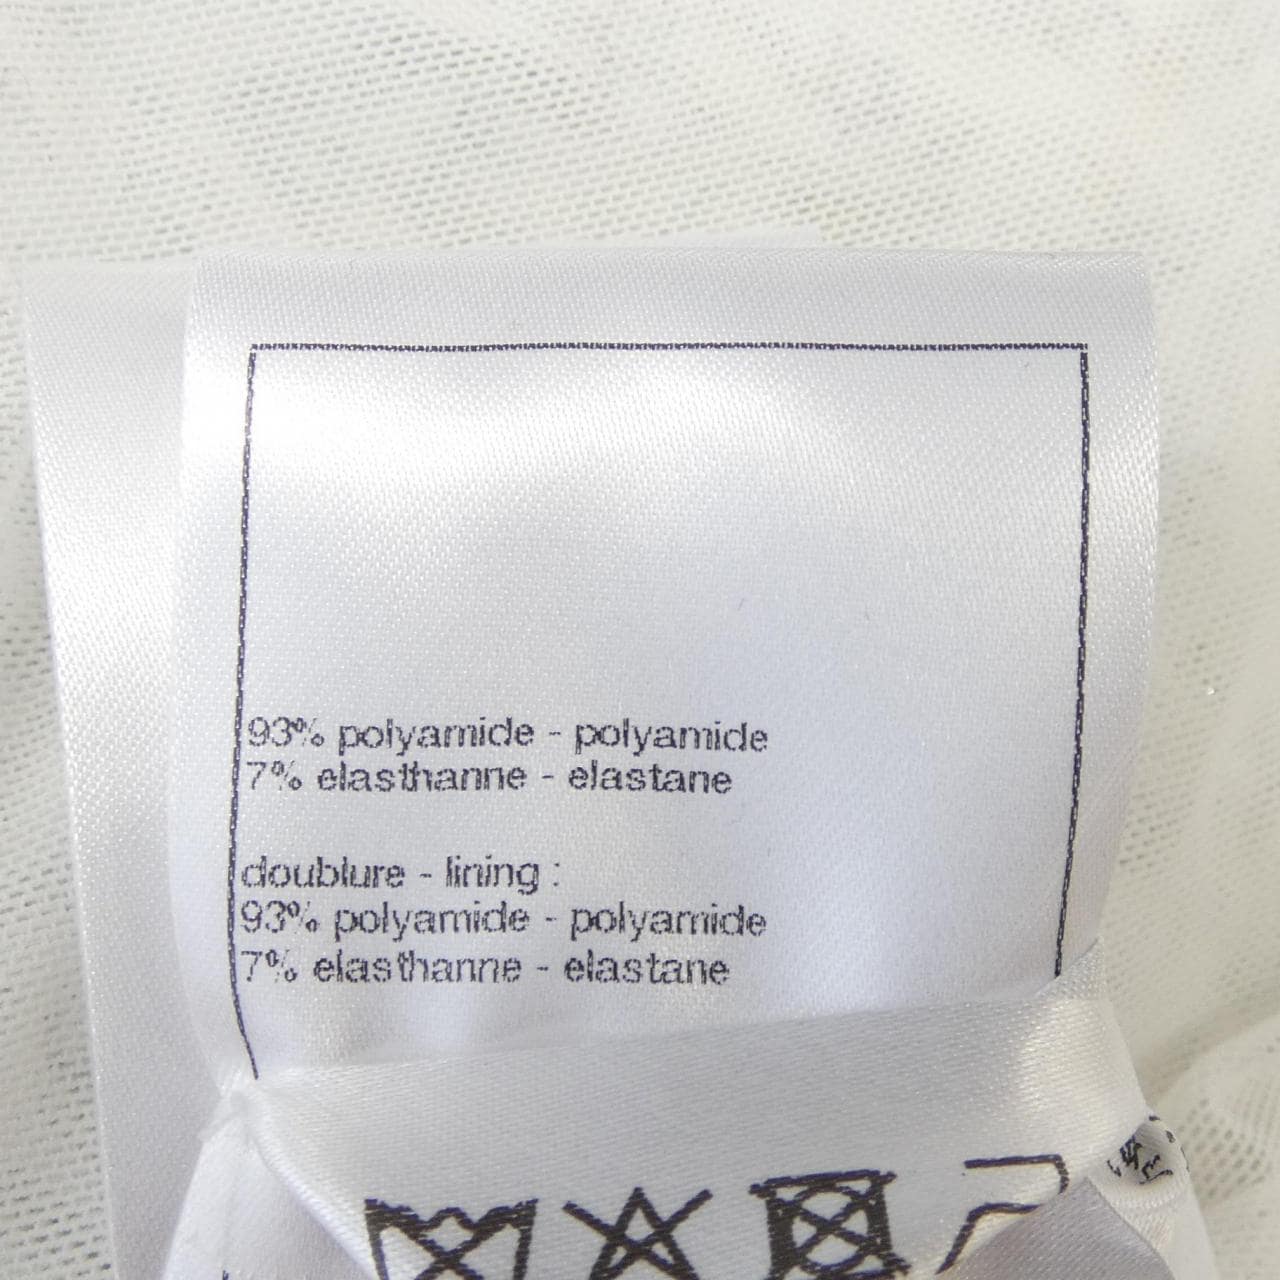 93% polyamide - polyamide
7% elasthanne - elastane
doublure - lining :
93% polyamide - polyamide
7% elasthanne - elastane